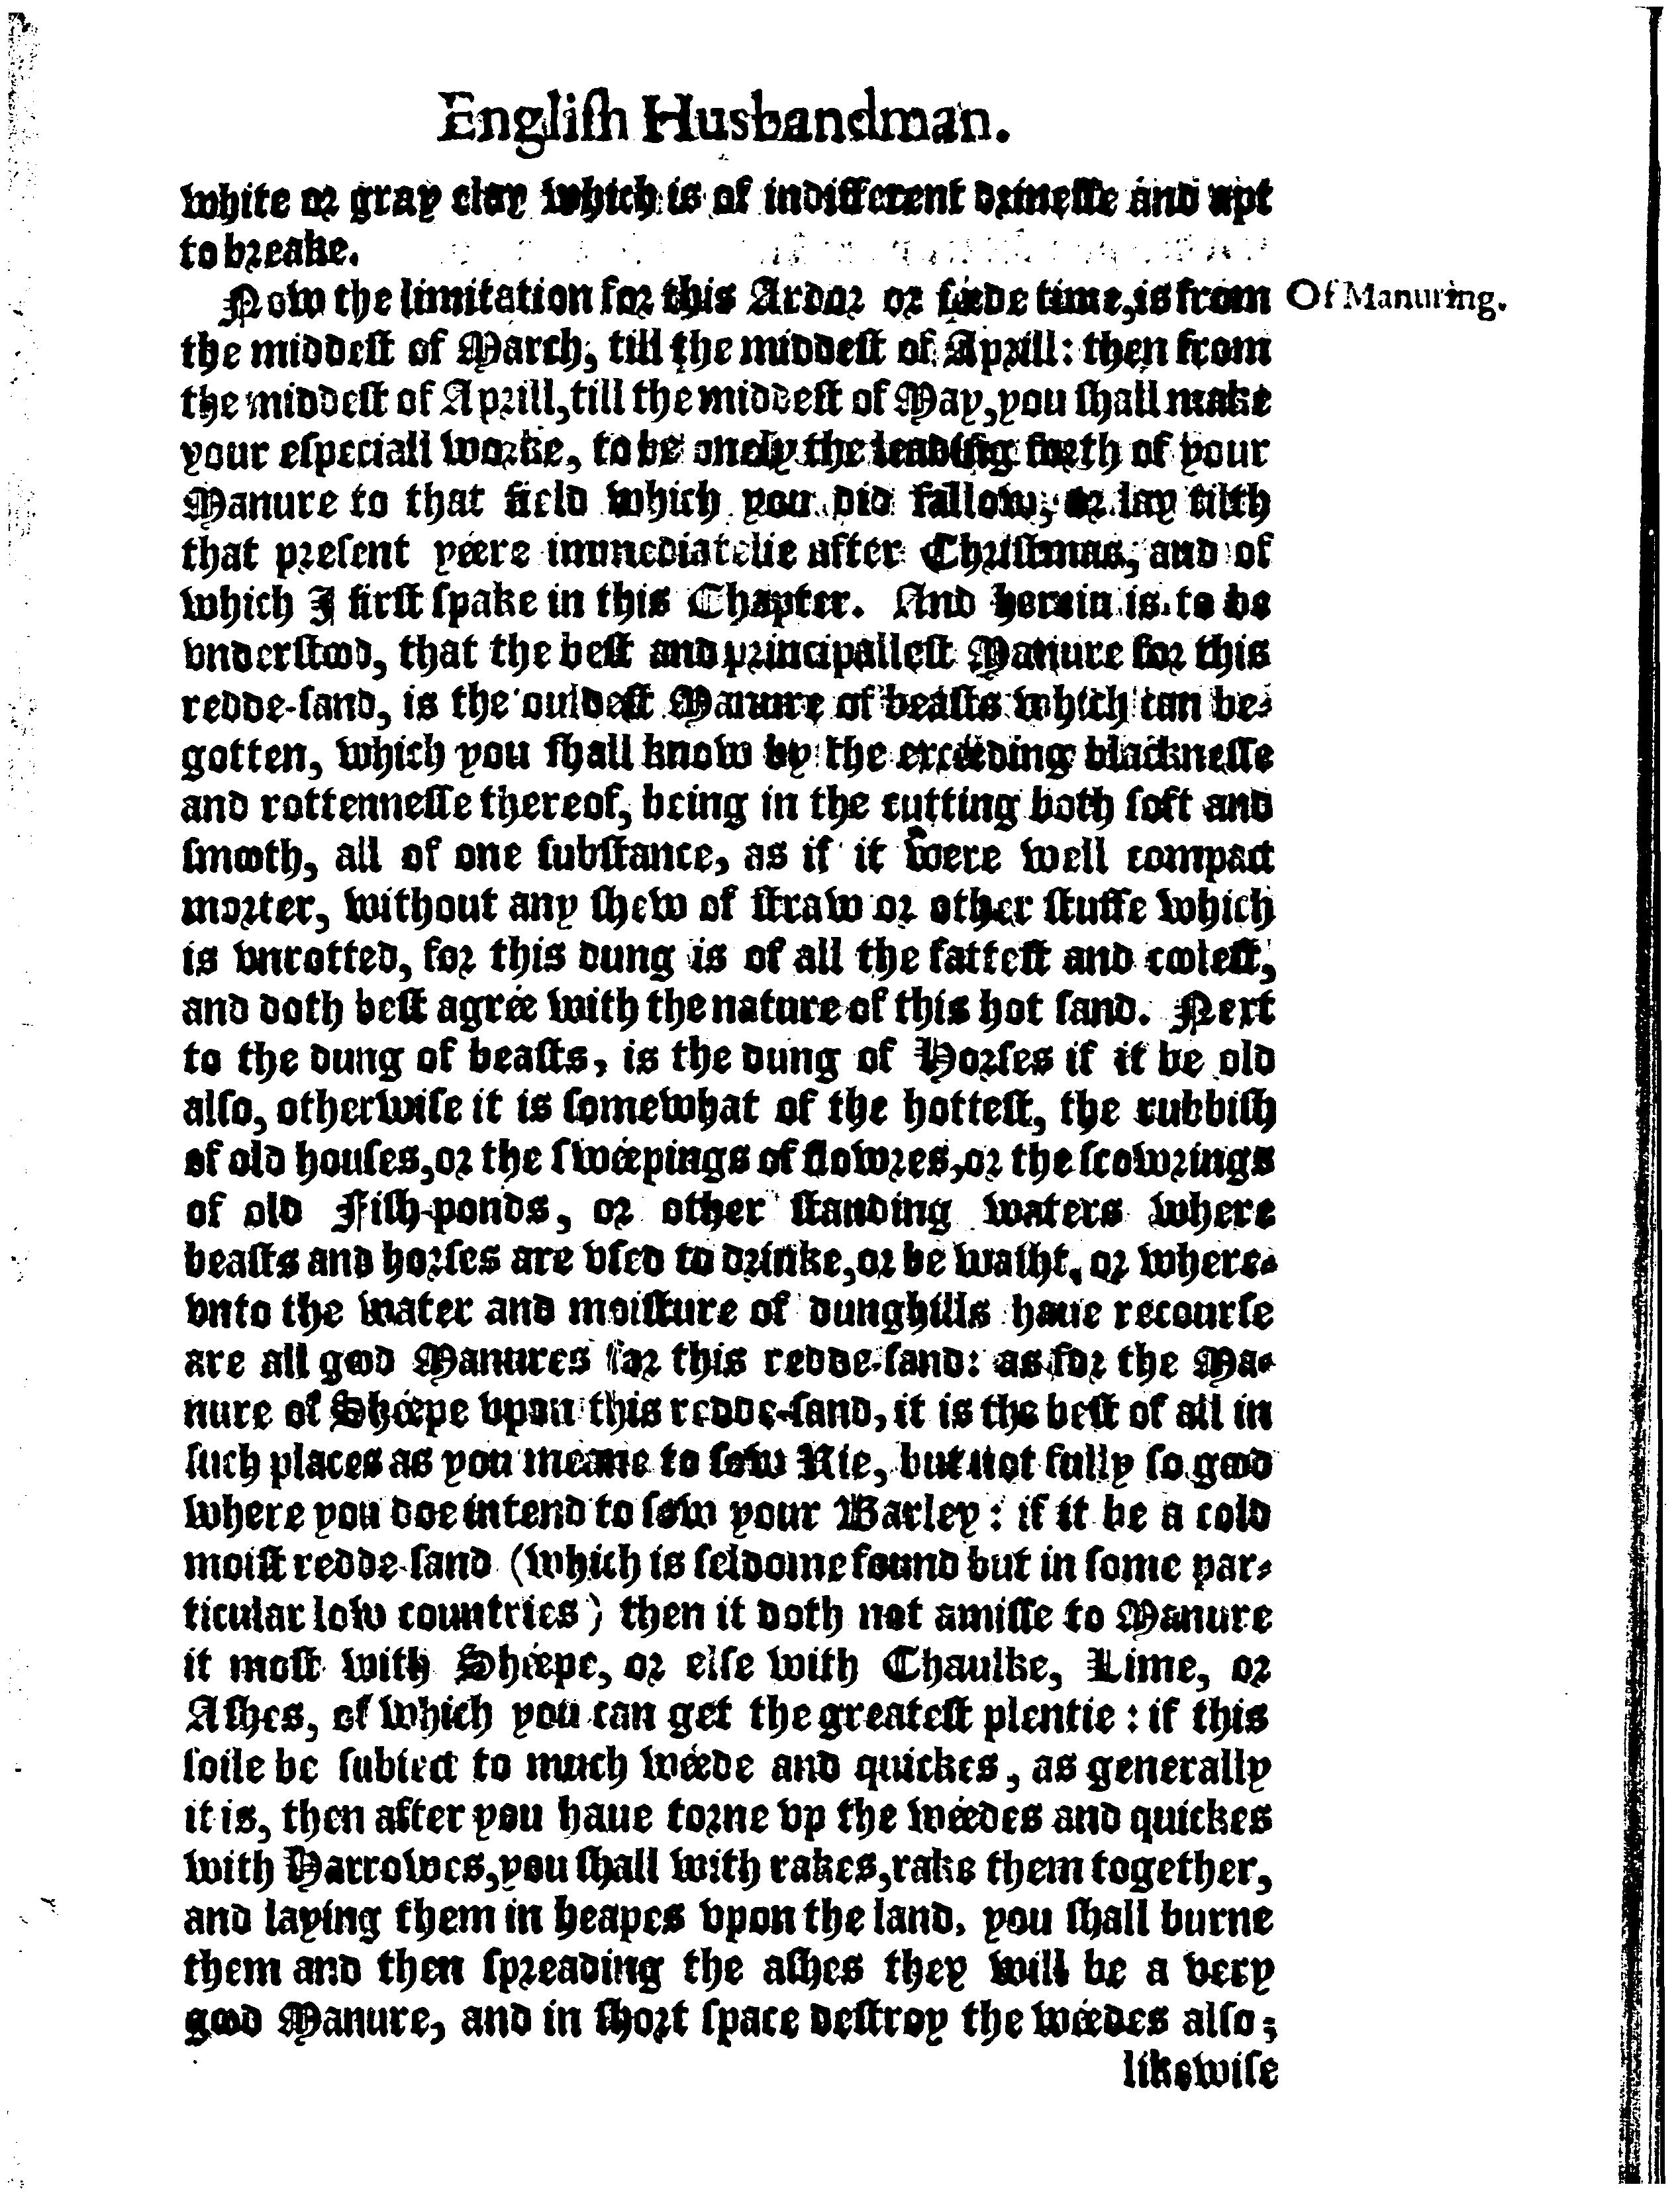 Engliſh Husbandman.
white or gray clay which is of indifferent drineſſe and apt
to breake.
Now the limitation for this Ardor or ſeede time, is from
Of Manuring.
the middeſt of March, till the middeſt of Aprill: then from
the middeſt of Aprill, till the middeſt of May, you ſhall make
your eſpeciall worke, to be onely the leading forth of your
Manure to that field which you did fallow, or lay tilth
that preſent yeere immediatelie after Chriſtmas, and of
which I firſt ſpake in this Chapter. And herein is to be
vnderſtood, that the beſt and principalleſt Manure for this
redde-ſand, is the ouldeſt Manure of beaſts which can be-
gotten, which you ſhall know by the exceeding blackneſſe
and rottenneſſe thereof, being in the cutting both ſoft and
ſmooth, all of one ſubſtance, as if it were well compact
morter, without any ſhew of ſtraw or other ſtuffe which
is vnrotted, for this dung is of all the fatteſt and cooleſt,
and doth beſt agree with the nature of this hot ſand. Next
to the dung of beaſts, is the dung of Horſes if it be old
alſo, otherwiſe it is ſomewhat of the hotteſt, the rubbiſh
of old houſes, or the ſweepings of flowres, or the ſcowrings
of old Fiſh-ponds, or other ſtanding waters where
beaſts and horſes are vſed to drinke, or be waſht, or where-
vnto the water and moiſture of dunghills haue recourſe
are all good Manures for this redde-ſand: as for the Ma-
nure of Sheepe vpon this redde-ſand, it is the beſt of all in
ſuch places as you meane to ſow Rie, but not fully ſo good
where you doe intend to ſow your Barley: if it be a cold
moiſt redde-ſand (which is ſeldome found but in ſome par-
ticular low countries) then it doth not amiſſe to Manure
it moſt with Sheepe, or elſe with Chaulke, Lime, or
Aſhes, of which you can get the greateſt plentie: if this
ſoile be ſubiect to much weede and quickes, as generally
it is, then after you haue torne vp the weedes and quickes
with Harrowes, you ſhall with rakes, rake them together,
and laying them in heapes vpon the land, you ſhall burne
them and then ſpreading the aſhes they will be a very
good Manure, and in ſhort ſpace deſtroy the weedes alſo;
likewiſe